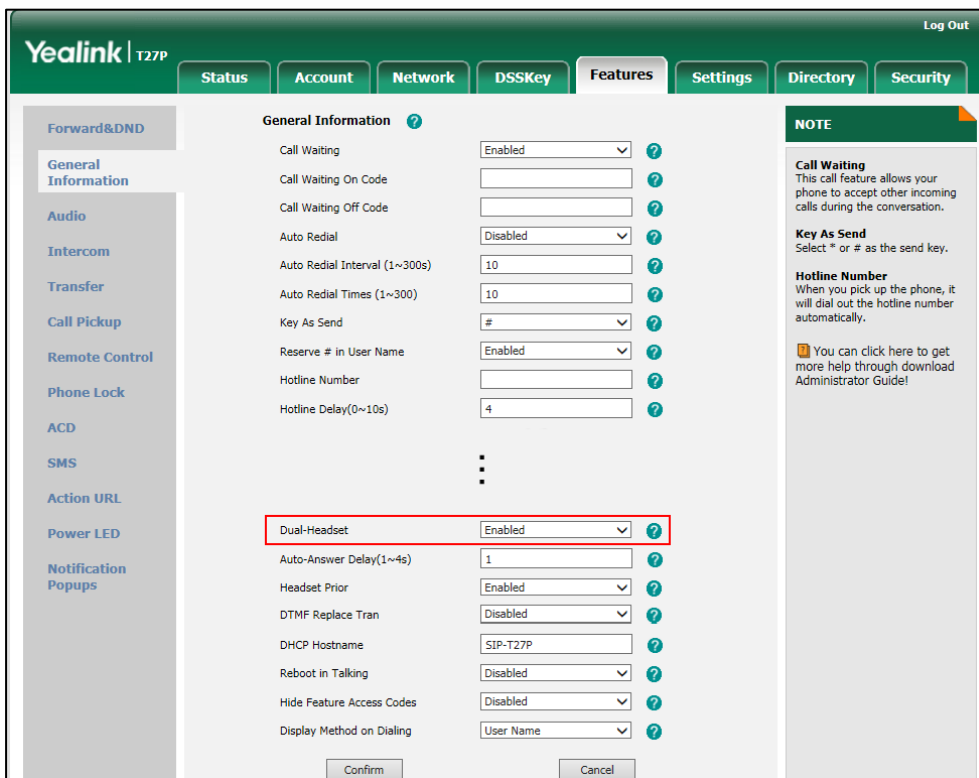 Log Out
Yealink T27P
Status Account Network DSSKey Features Settings Directory Security
Forward&DND
General
Information
Audio
Intercom
Transfer
Call Pickup
Remote Control
Phone Lock
ACD
SMS
Action URL
Power LED
Notification
Popups
General Information ?
Call Waiting Enabled ?
Call Waiting On Code ?
Call Waiting Off Code ?
Auto Redial Disabled ?
Auto Redial Interval (1~300s) 10 ?
Auto Redial Times (1~300) 10 ?
Key As Send # ?
Reserve # in User Name Enabled ?
Hotline Number ?
Hotline Delay(0~10s) 4 ?
Dual-Headset Enabled ?
Auto-Answer Delay(1~4s) 1 ?
Headset Prior Enabled ?
DTMF Replace Tran Disabled ?
DHCP Hostname SIP-T27P ?
Reboot in Talking Disabled ?
Hide Feature Access Codes Disabled ?
Display Method on Dialing User Name ?
Confirm Cancel
NOTE
Call Waiting
This call feature allows your
phone to accept other incoming
calls during the conversation.
Key As Send
Select * or # as the send key.
Hotline Number
When you pick up the phone, it
will dial out the hotline number
automatically.
? You can click here to get
more help through download
Administrator Guide!